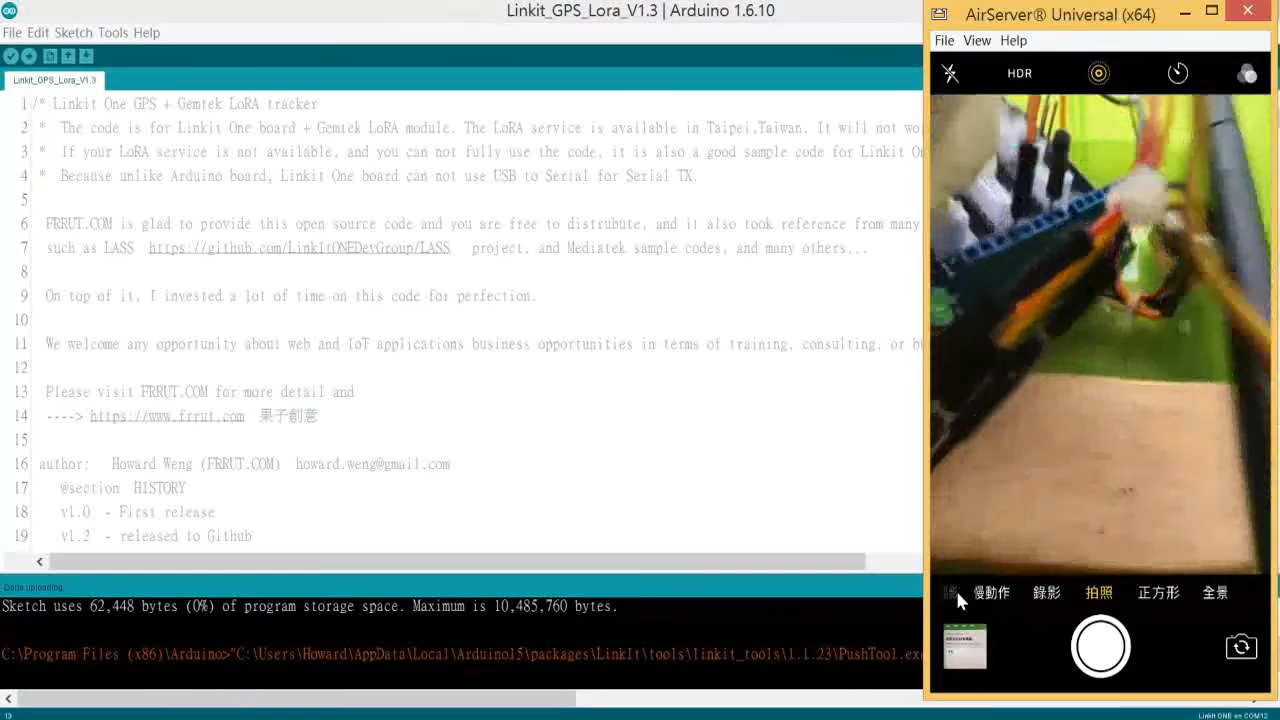 Linkit_GPS_Lora_V1.3 | Arduino 1.6.10
File Edit Sketch Tools Help
Linkit_GPS_Lora_V1.3
1 /* Linkit One GPS + Gemtek LoRA tracker
2 * The code is for Linkit One board + Gemtek LoRA module. The LoRA service is available in Taipei,Taiwan. It will not wo
3 * If your LoRA service is not available, and you can not fully use the code, it is also a good sample code for Linkit On
4 * Because unlike Arduino board, Linkit One board can not use USB to Serial for Serial TX.
5
6 FRRUT.COM is glad to provide this open source code and you are free to distrubute, and it also took reference from many
7 such as LASS https://github.com/LinkItONEDevGroup/LASS project, and Mediatek sample codes, and many others...
8
9 On top of it, I invested a lot of time on this code for perfection.
10
11 We welcome any opportunity about web and IoT applications business opportunities in terms of training, consulting, or b
12
13 Please visit FRRUT.COM for more detail and
14 ----> https://www.frrut.com 果子創意
15
16 author: Howard Weng (FRRUT.COM) howard.weng@gmail.com
17 @section HISTORY
18 v1.0 - First release
19 v1.2 - released to Github
Done uploading.
Sketch uses 62,448 bytes (0%) of program storage space. Maximum is 10,485,760 bytes.
C:\Program Files (x86)\Arduino>"C:\Users\Howard\AppData\Local\Arduino15\packages\LinkIt\tools\linkit_tools\1.1.23\PushTool.exe
13
Linkit ONE on COM12
AirServer® Universal (x64)
File View Help
HDR
慢動作 錄影 拍照 正方形 全景